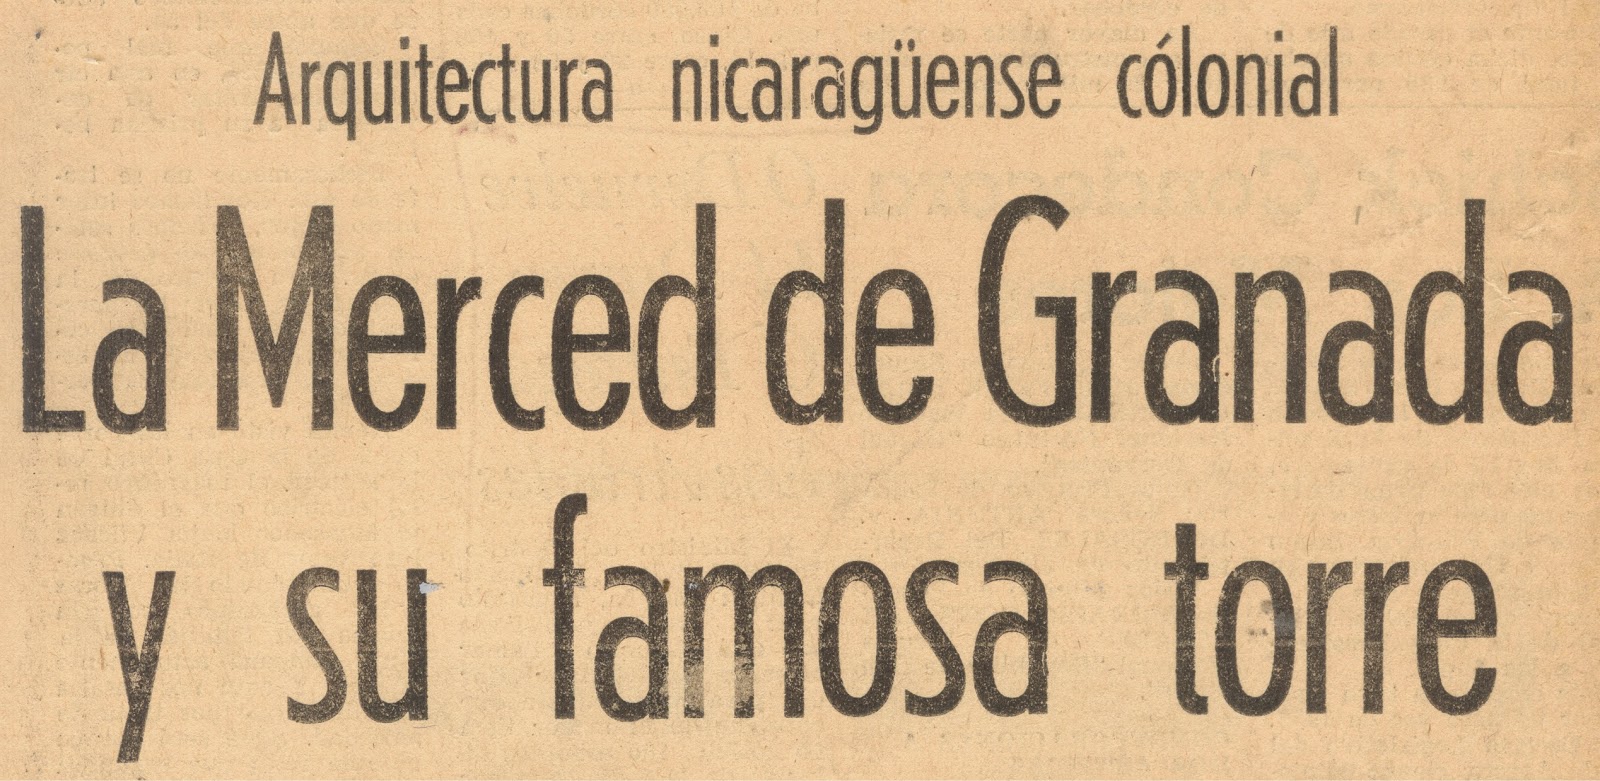 Arquitectura nicaragüense cólonial
La Merced de Granada
y su famosa torre